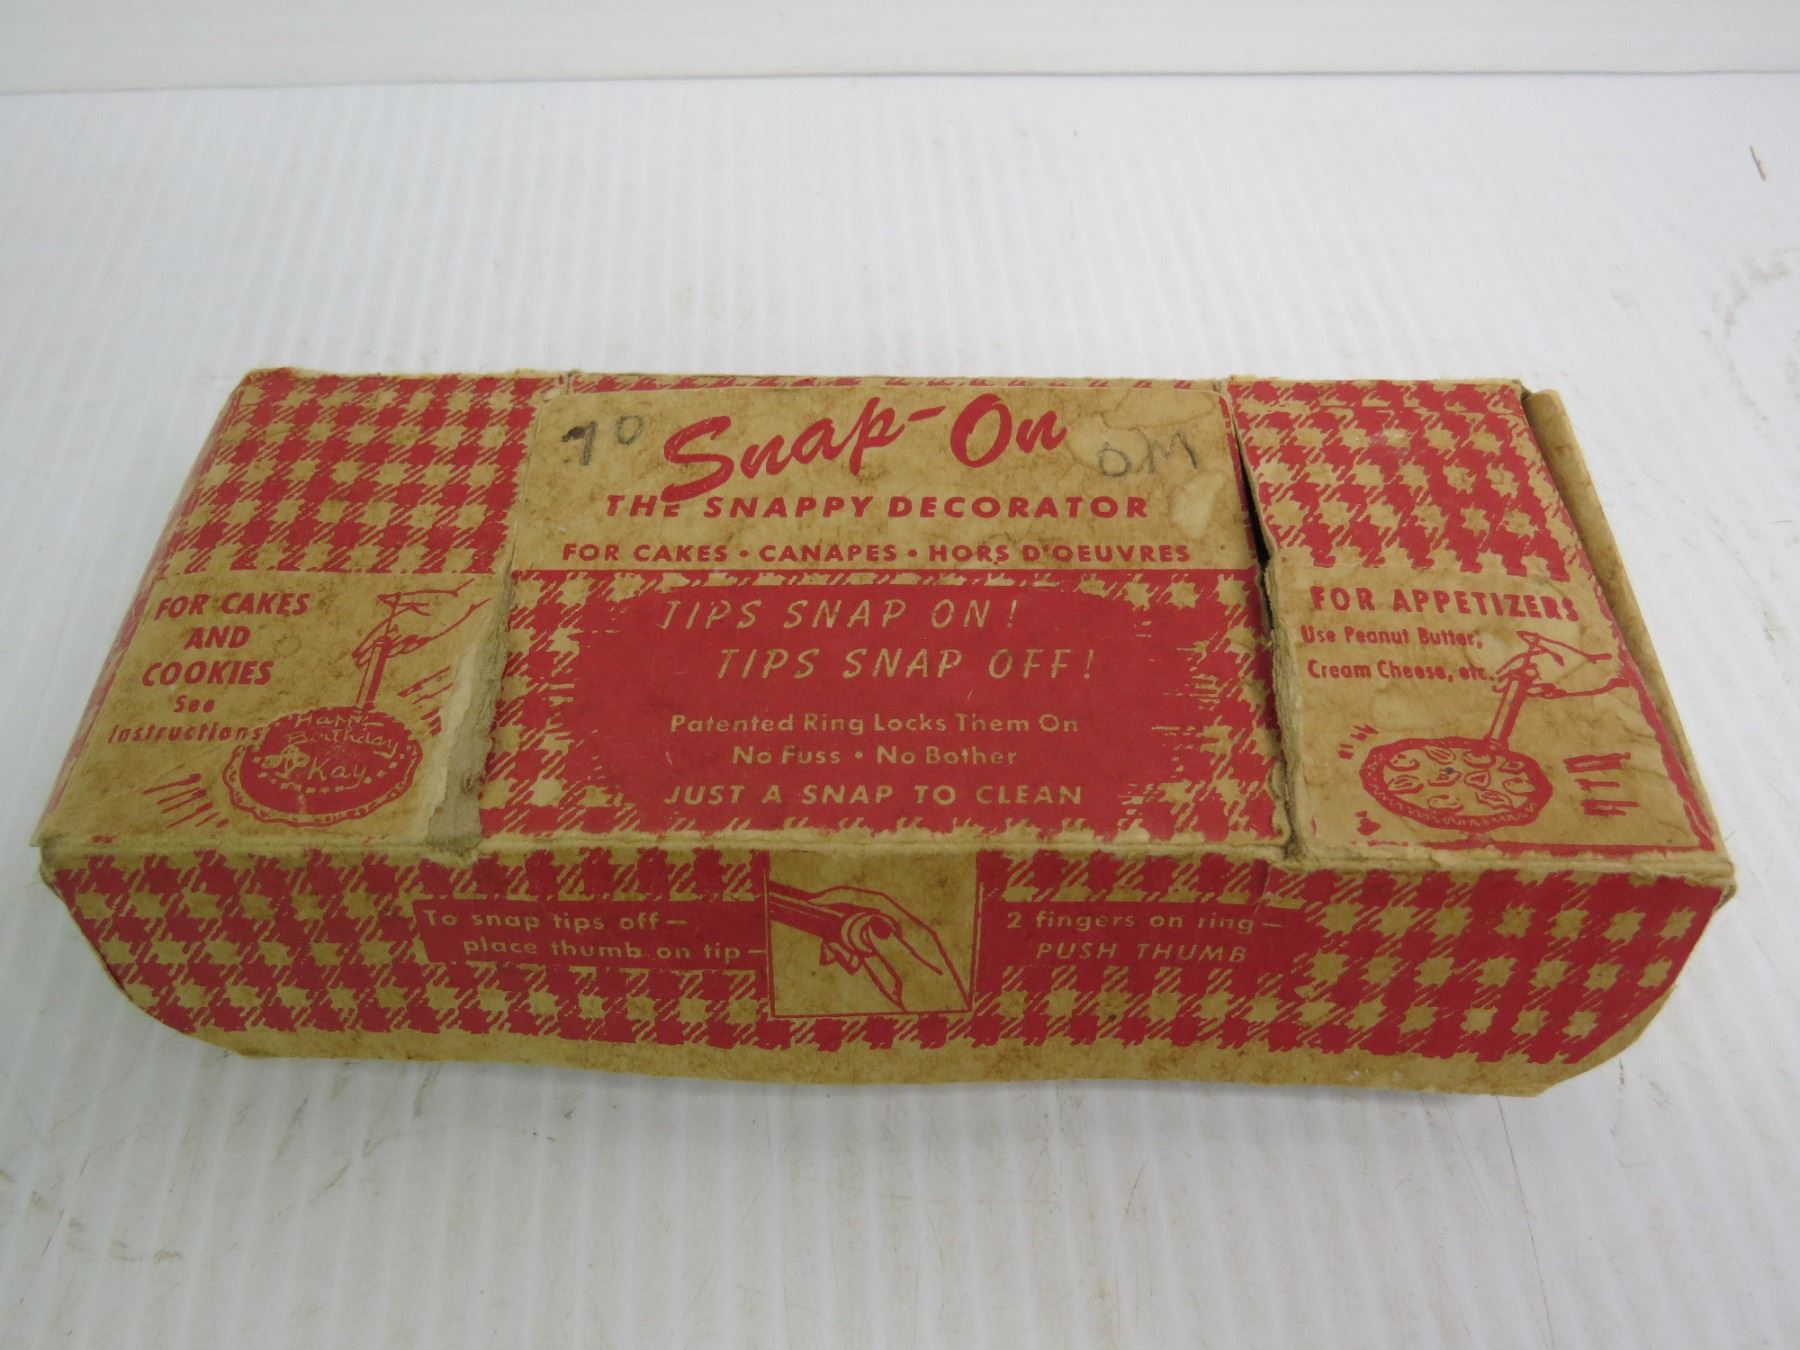 Snap-On
70
OM
THE SNAPPY DECORATOR
FOR CAKES • CANAPES • HORS D'OEUVRES
TIPS SNAP ON!
TIPS SNAP OFF!
Patented Ring Locks Them On
No Fuss • No Bother
JUST A SNAP TO CLEAN
FOR CAKES
AND
COOKIES
See
instructions
Happy
Birthday
Kay
FOR APPETIZERS
Use Peanut Butter,
Cream Cheese, etc.
To snap tips off—
place thumb on tip—
2 fingers on ring—
PUSH THUMB